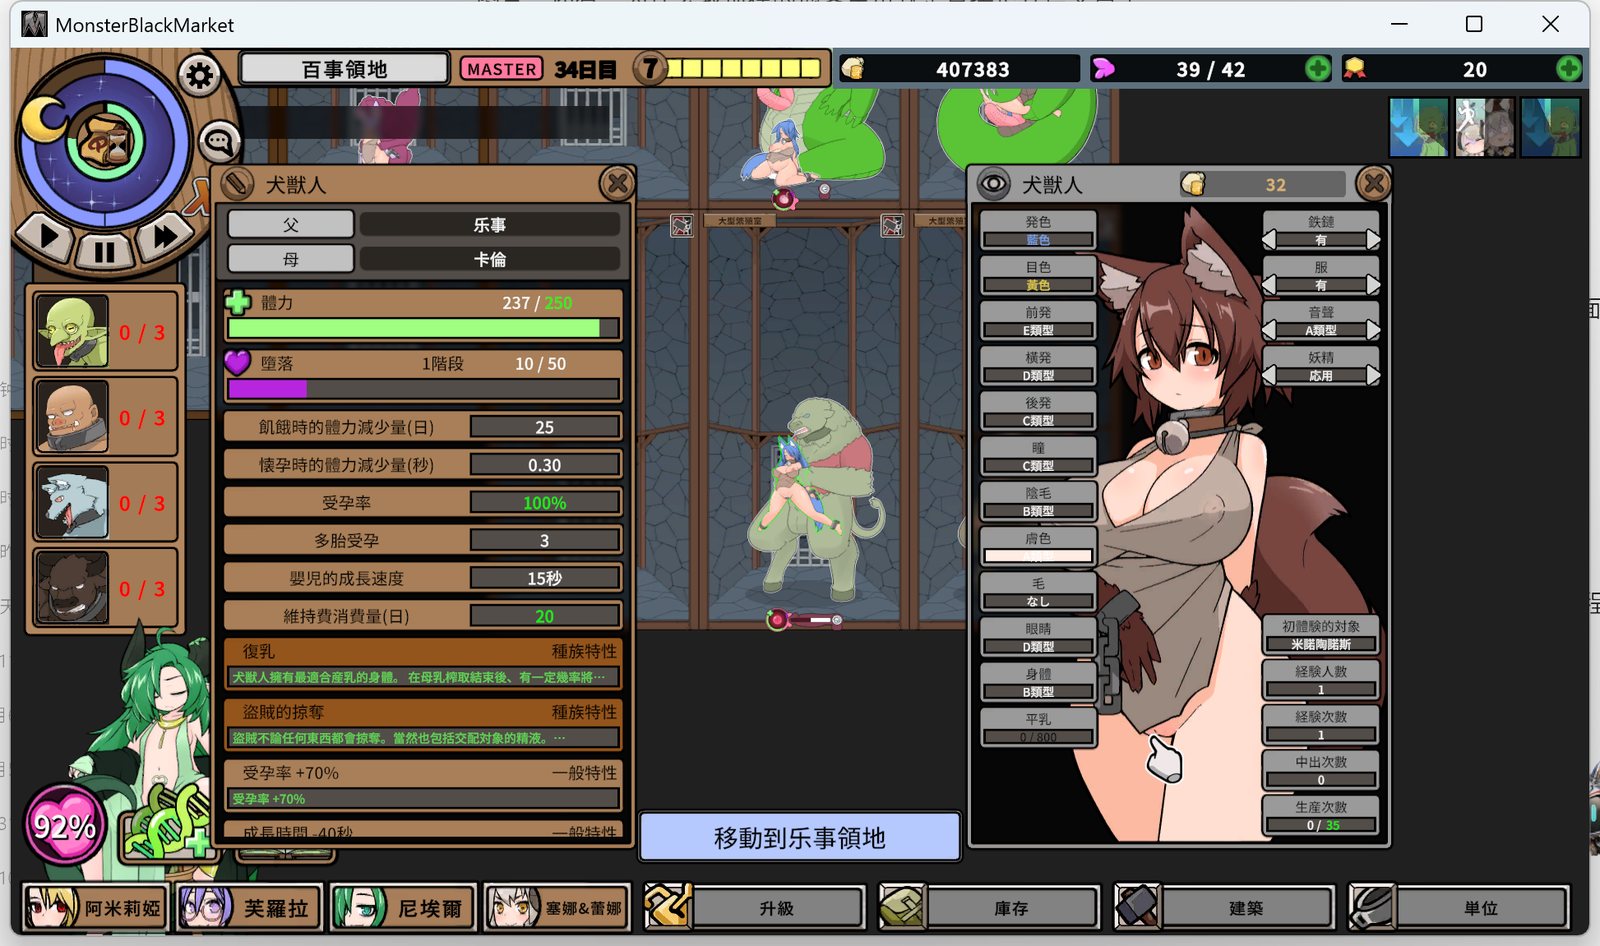 MonsterBlackMarket
百事領地
MASTER
34日目
7
407383
39 / 42
20
犬獸人
父
乐事
母
卡倫
體力
237 / 250
墮落
1階段
10 / 50
飢餓時的體力減少量(日)
25
懐孕時的體力減少量(秒)
0.30
受孕率
100%
多胎受孕
3
嬰児的成長速度
15秒
維持費消費量(日)
20
復乳
種族特性
犬獸人擁有最適合産乳的身體。 在母乳榨取結束後、有一定幾率將…
盜賊的掠奪
種族特性
盜賊不論任何東西都會掠奪。當然也包括交配対象的精液。…
受孕率 +70%
一般特性
受孕率 +70%
成長時間 -40秒
一般特性
0 / 3
0 / 3
0 / 3
0 / 3
92%
大型繁殖室
犬獸人
32
発色
藍色
目色
黃色
前発
E類型
橫発
D類型
後発
C類型
瞳
C類型
陰毛
B類型
膚色
毛
なし
眼睛
D類型
身體
B類型
平乳
0 / 800
鉄鏈
有
服
有
音聲
A類型
妖精
応用
初體験的対象
米諾陶諾斯
経験人數
1
経験次數
1
中出次數
0
生産次數
0 / 35
移動到乐事領地
阿米莉婭
芙羅拉
尼埃爾
塞娜&蕾娜
升級
庫存
建築
単位